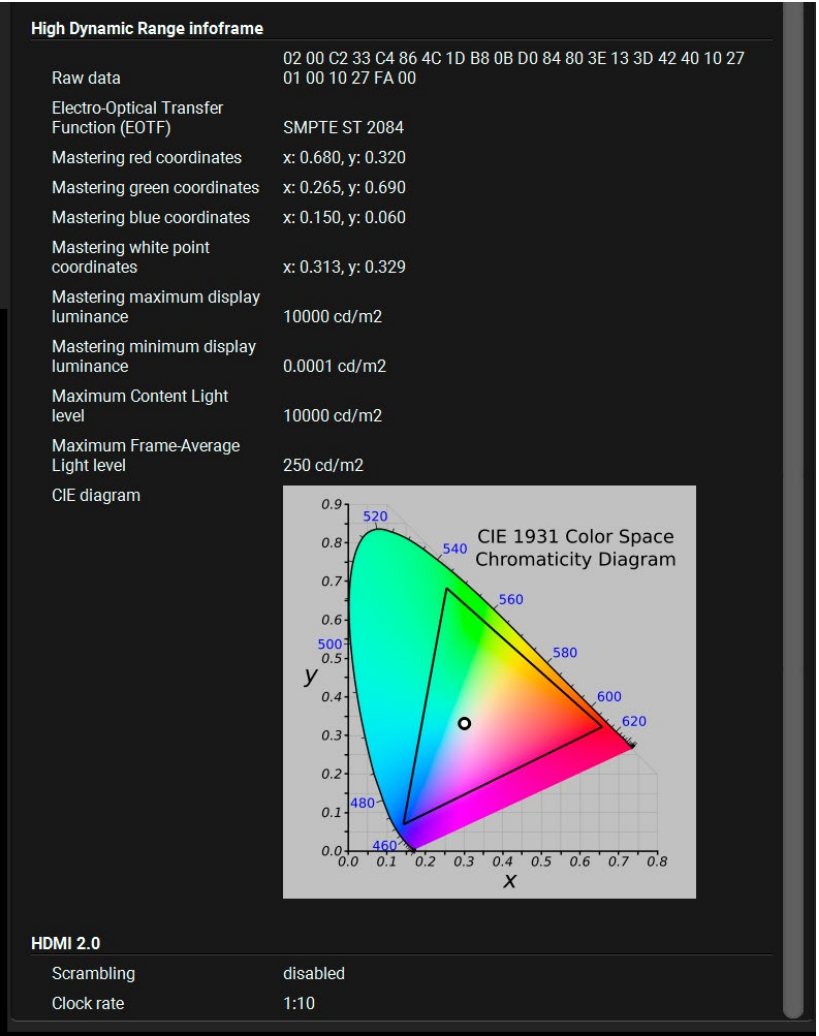 High Dynamic Range infoframe
Raw data
02 00 C2 33 C4 86 4C 1D B8 0B D0 84 80 3E 13 3D 42 40 10 27
01 00 10 27 FA 00
Electro-Optical Transfer
Function (EOTF)
SMPTE ST 2084
Mastering red coordinates
x: 0.680, y: 0.320
Mastering green coordinates
x: 0.265, y: 0.690
Mastering blue coordinates
x: 0.150, y: 0.060
Mastering white point
coordinates
x: 0.313, y: 0.329
Mastering maximum display
luminance
10000 cd/m2
Mastering minimum display
luminance
0.0001 cd/m2
Maximum Content Light
level
10000 cd/m2
Maximum Frame-Average
Light level
250 cd/m2
CIE diagram
CIE 1931 Color Space
Chromaticity Diagram
0.9
0.8
0.7
0.6
0.5
0.4
0.3
0.2
0.1
0.0
y
520
540
560
580
600
620
500
480
460
0.0 0.1 0.2 0.3 0.4 0.5 0.6 0.7 0.8
x
HDMI 2.0
Scrambling
disabled
Clock rate
1:10